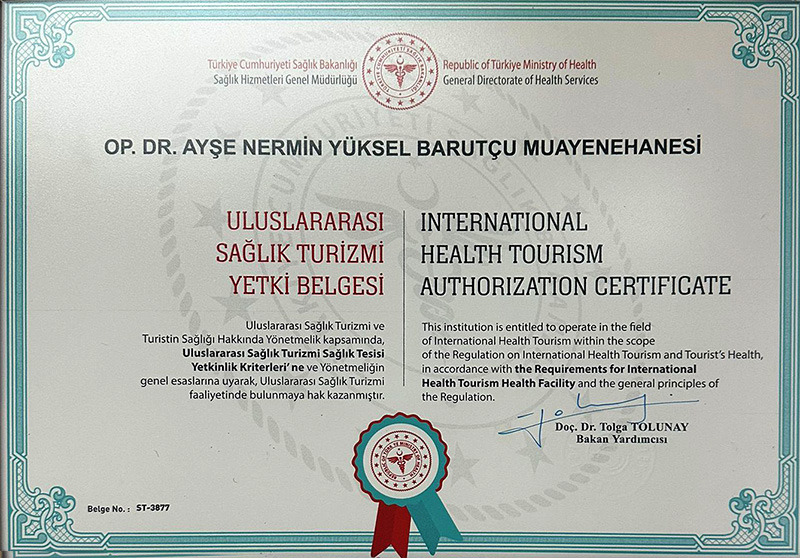 Türkiye Cumhuriyeti Sağlık Bakanlığı
Sağlık Hizmetleri Genel Müdürlüğü
Republic of Türkiye Ministry of Health
General Directorate of Health Services
OP. DR. AYŞE NERMİN YÜKSEL BARUTÇU MUAYENEHANESİ
ULUSLARARASI
SAĞLIK TURİZMİ
YETKİ BELGESİ
Uluslararası Sağlık Turizmi ve
Turistin Sağlığı Hakkında Yönetmelik kapsamında,
Uluslararası Sağlık Turizmi Sağlık Tesisi
Yetkinlik Kriterleri'ne ve Yönetmeliğin
genel esaslarına uyarak, Uluslararası Sağlık Turizmi
faaliyetinde bulunmaya hak kazanmıştır.
INTERNATIONAL
HEALTH TOURISM
AUTHORIZATION CERTIFICATE
This institution is entitled to operate in the field
of International Health Tourism within the scope
of the Regulation on International Health Tourism and Tourist's Health,
in accordance with the Requirements for International
Health Tourism Health Facility and the general principles of
the Regulation.
Doç. Dr. Tolga TOLUNAY
Bakan Yardımcısı
Belge No. : ST-3877